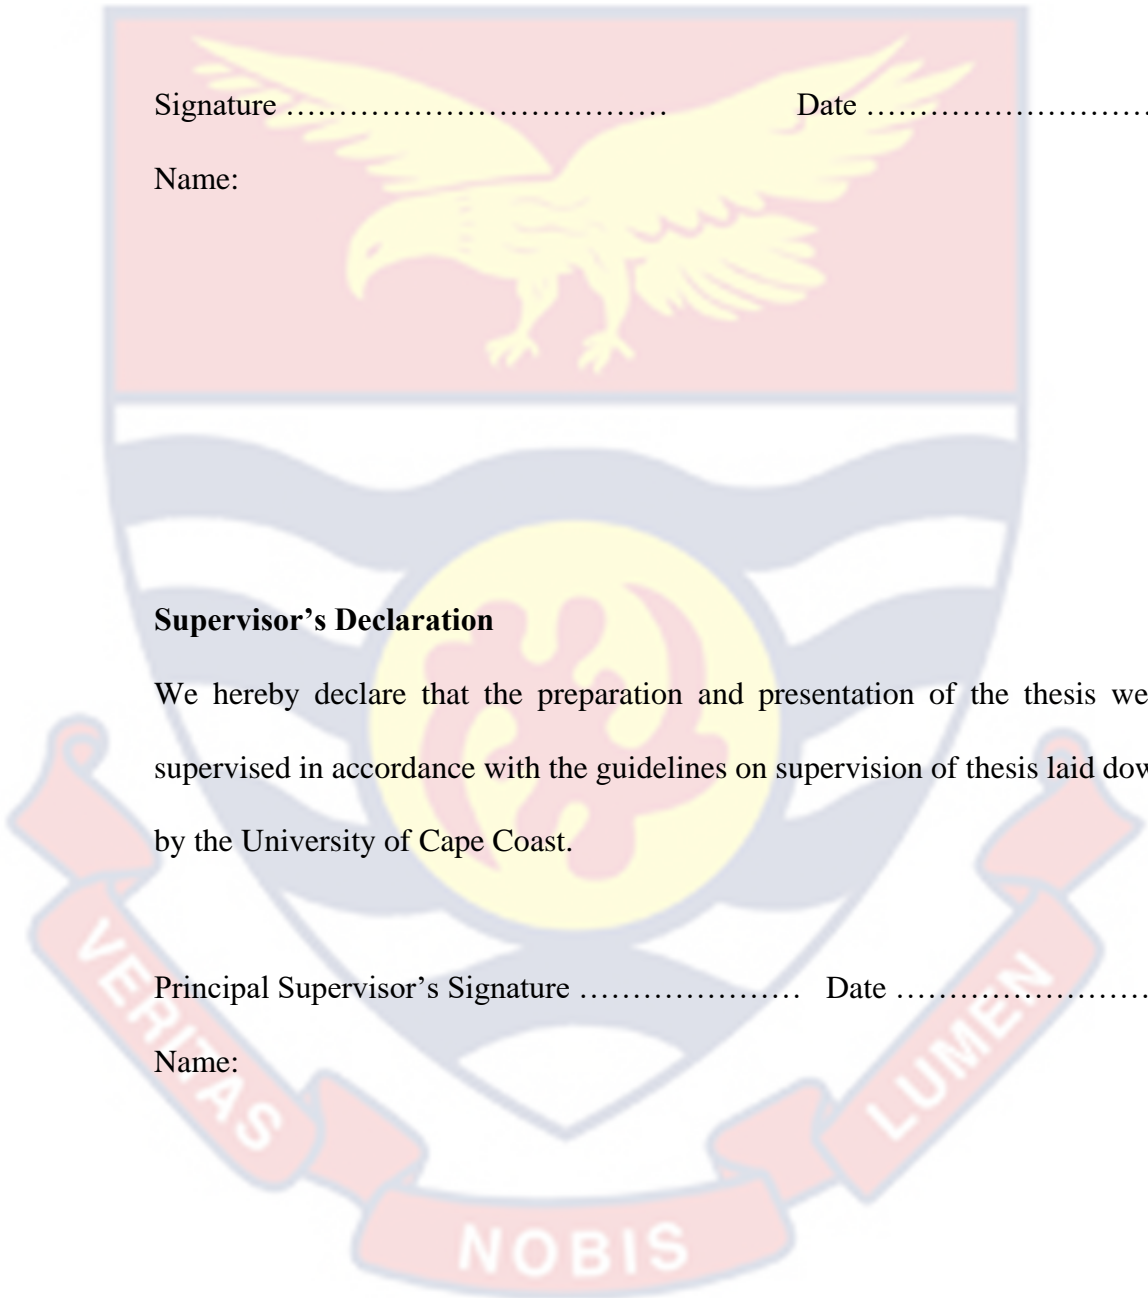 Signature ………………………………
Date ………………………
Name:
Supervisor’s Declaration
We hereby declare that the preparation and presentation of the thesis we
supervised in accordance with the guidelines on supervision of thesis laid dow
by the University of Cape Coast.
Principal Supervisor’s Signature ………………… Date ……………………
Name:
VERITAS
NOBIS
LUMEN